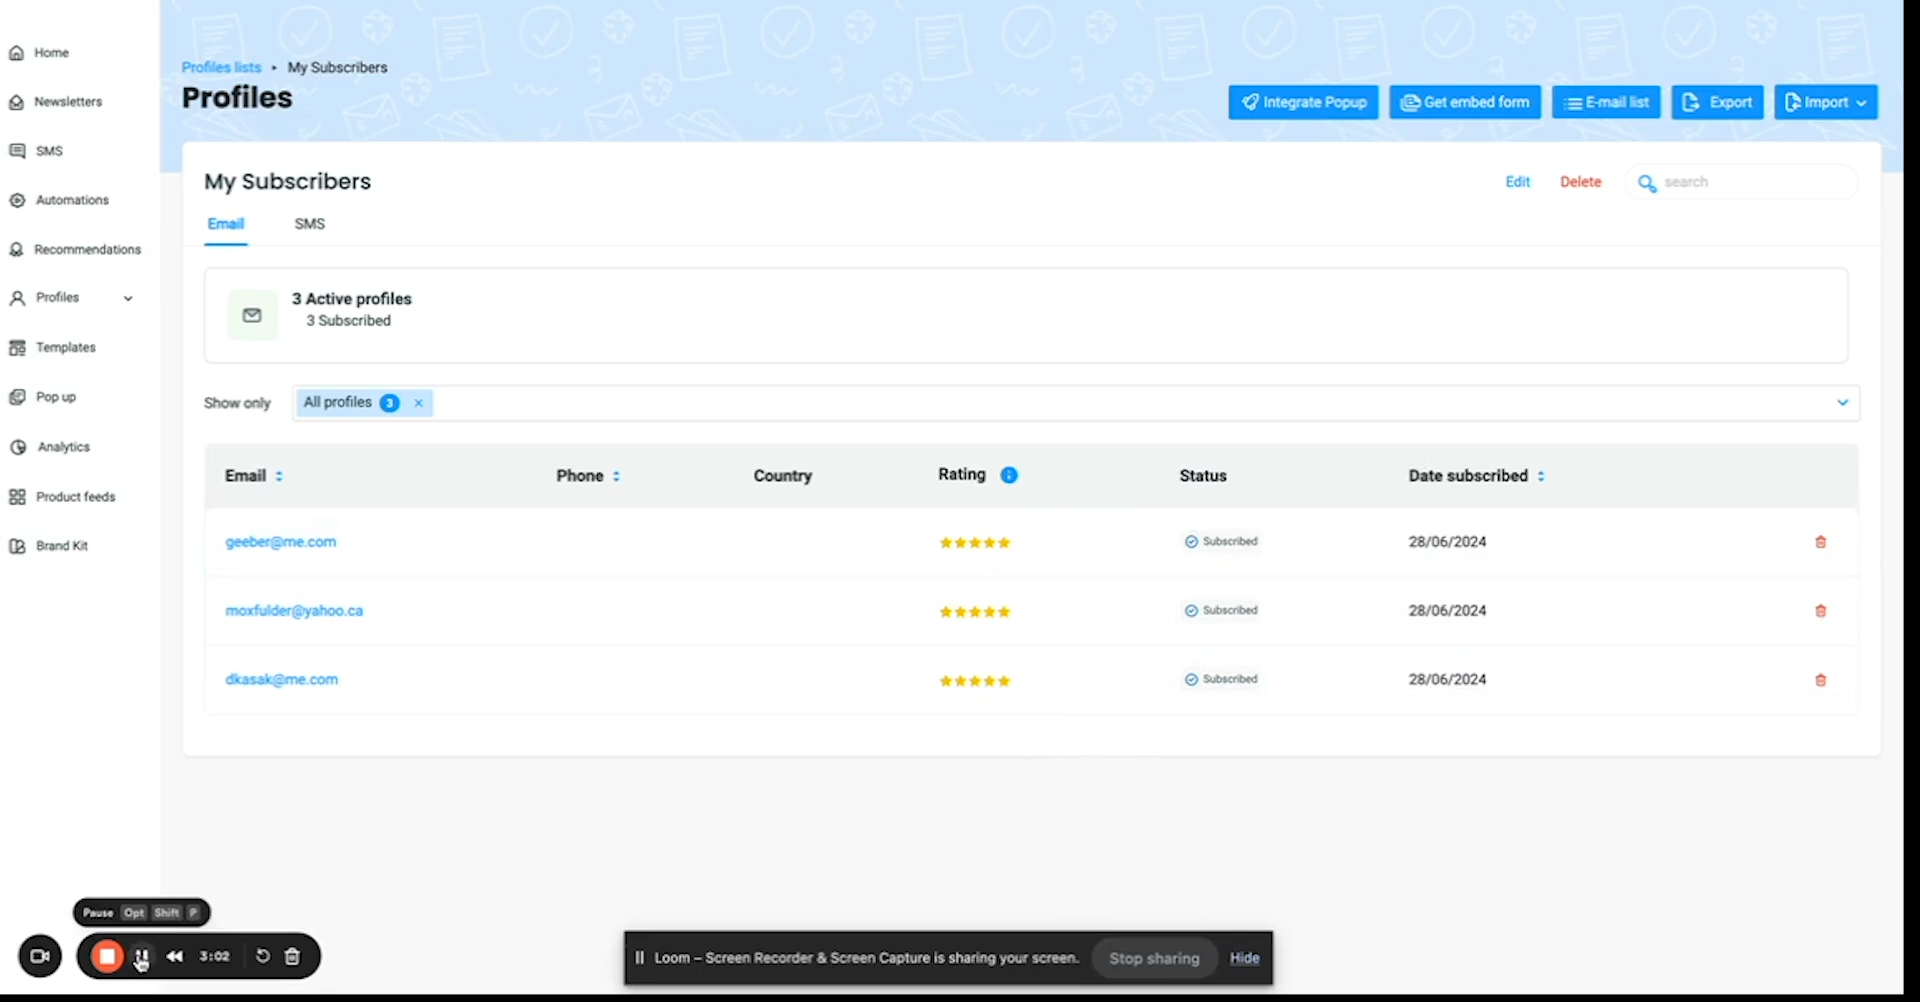 Home
Newsletters
SMS
Automations
Recommendations
Profiles
Templates
Pop up
Analytics
Product feeds
Brand Kit
Profiles lists • My Subscribers
Profiles
Integrate Popup Get embed form E-mail list Export Import
My Subscribers
Edit Delete search
Email SMS
3 Active profiles
3 Subscribed
Show only All profiles 3 ×
Email Phone Country Rating i Status Date subscribed
geeber@me.com Subscribed 28/06/2024
moxfulder@yahoo.ca Subscribed 28/06/2024
dkasak@me.com Subscribed 28/06/2024
Pause Opt Shift P
3:02
Loom – Screen Recorder & Screen Capture is sharing your screen. Stop sharing Hide